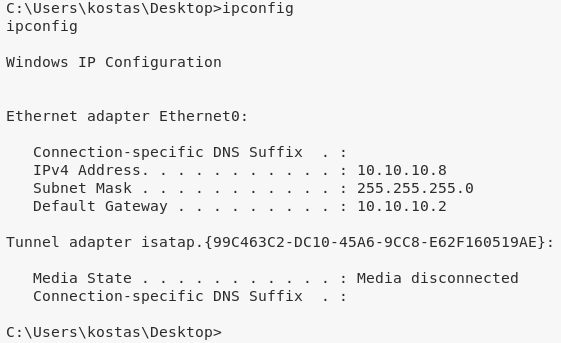 C:\Users\kostas\Desktop>ipconfig
ipconfig
Windows IP Configuration
Ethernet adapter Ethernet0:
   Connection-specific DNS Suffix  . :
   IPv4 Address. . . . . . . . . . . : 10.10.10.8
   Subnet Mask . . . . . . . . . . . : 255.255.255.0
   Default Gateway . . . . . . . . . : 10.10.10.2
Tunnel adapter isatap.{99C463C2-DC10-45A6-9CC8-E62F160519AE}:
   Media State . . . . . . . . . . . : Media disconnected
   Connection-specific DNS Suffix  . :
C:\Users\kostas\Desktop>